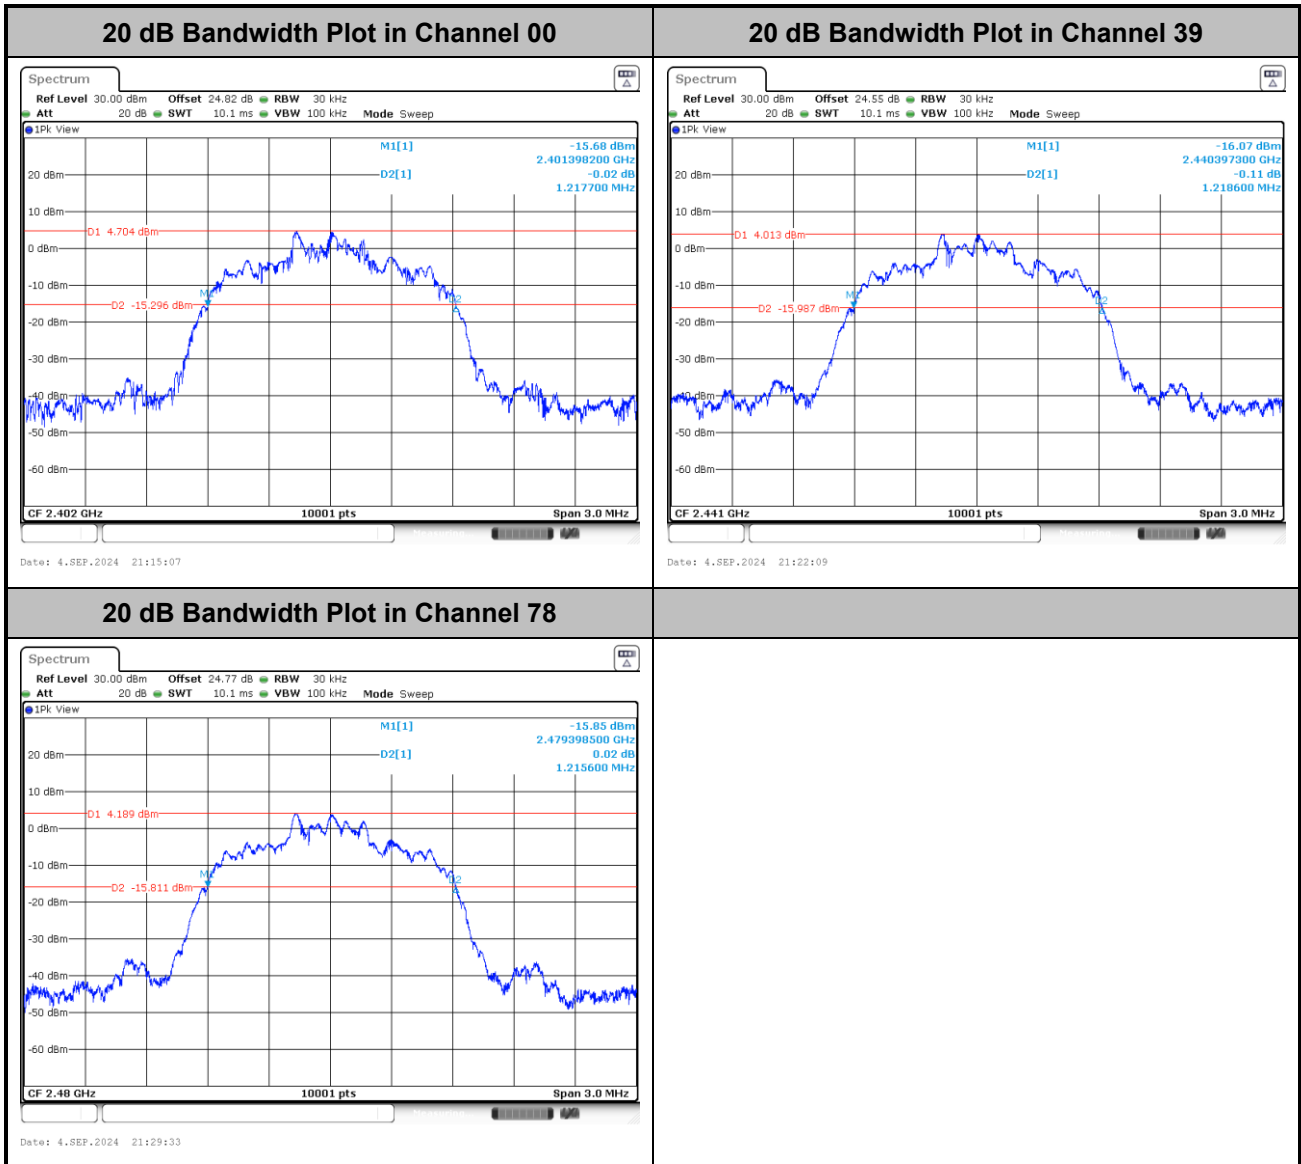 20 dB Bandwidth Plot in Channel 00
20 dB Bandwidth Plot in Channel 39
Spectrum
Ref Level 30.00 dBm Offset 24.82 dB RBW 30 kHz
Att 20 dB SWT 10.1 ms VBW 100 kHz Mode Sweep
1Pk View
M1[1] -15.68 dBm
2.401398200 GHz
D2[1] -0.02 dB
1.217700 MHz
20 dBm
10 dBm
D1 4.704 dBm
0 dBm
-10 dBm
M1
D2
D2 -15.296 dBm
-20 dBm
-30 dBm
-40 dBm
-50 dBm
-60 dBm
CF 2.402 GHz 10001 pts Span 3.0 MHz
Measuring...
Date: 4.SEP.2024 21:15:07
Spectrum
Ref Level 30.00 dBm Offset 24.55 dB RBW 30 kHz
Att 20 dB SWT 10.1 ms VBW 100 kHz Mode Sweep
1Pk View
M1[1] -16.07 dBm
2.440397300 GHz
D2[1] -0.11 dB
1.218600 MHz
20 dBm
10 dBm
D1 4.013 dBm
0 dBm
-10 dBm
M1
D2
D2 -15.987 dBm
-20 dBm
-30 dBm
-40 dBm
-50 dBm
-60 dBm
CF 2.441 GHz 10001 pts Span 3.0 MHz
Measuring...
Date: 4.SEP.2024 21:22:09
20 dB Bandwidth Plot in Channel 78
Spectrum
Ref Level 30.00 dBm Offset 24.77 dB RBW 30 kHz
Att 20 dB SWT 10.1 ms VBW 100 kHz Mode Sweep
1Pk View
M1[1] -15.85 dBm
2.479398500 GHz
D2[1] 0.02 dB
1.215600 MHz
20 dBm
10 dBm
D1 4.189 dBm
0 dBm
-10 dBm
M1
D2
D2 -15.811 dBm
-20 dBm
-30 dBm
-40 dBm
-50 dBm
-60 dBm
CF 2.48 GHz 10001 pts Span 3.0 MHz
Measuring...
Date: 4.SEP.2024 21:29:33